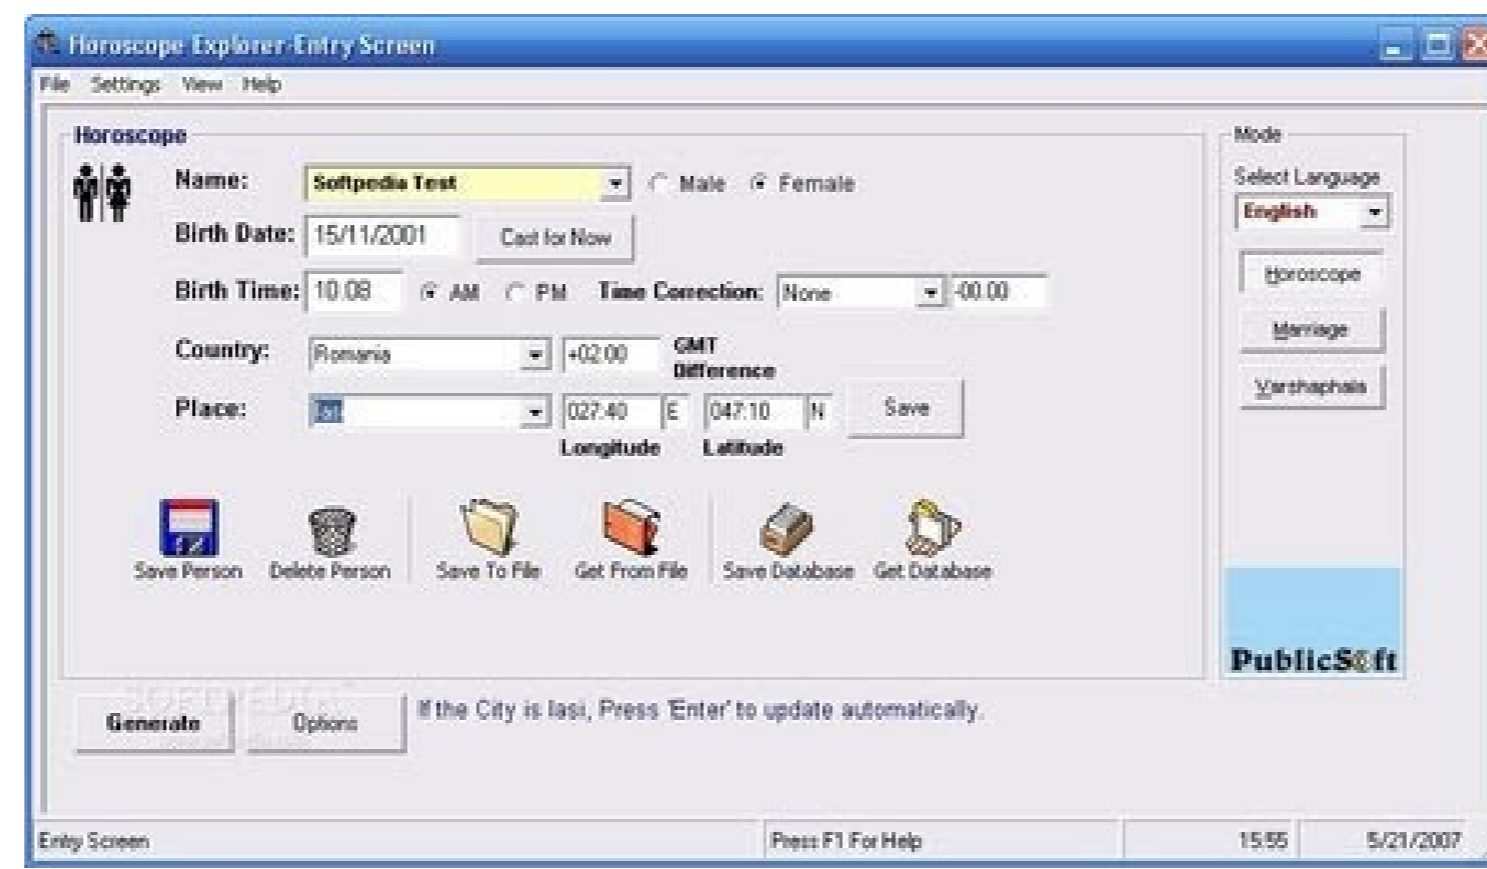 Horoscope Explorer-Entry Screen
File Settings View Help
Horoscope
Name: Softpedia Test Male Female
Birth Date: 15/11/2001 Cast for Now
Birth Time: 10:08 AM PM Time Correction: None -00.00
Country: Romania +02:00 GMT Difference
Place: 027:40 E 047:10 N Save
Longitude Latitude
Save Person Delete Person Save To File Get From File Save Database Get Database
Mode
Select Language
English
Horoscope
Marriage
Varshaphala
PublicSoft
SOFTPEDIA
Generate Options If the City is Iasi, Press 'Enter' to update automatically.
Entry Screen Press F1 For Help 15:55 5/21/2007